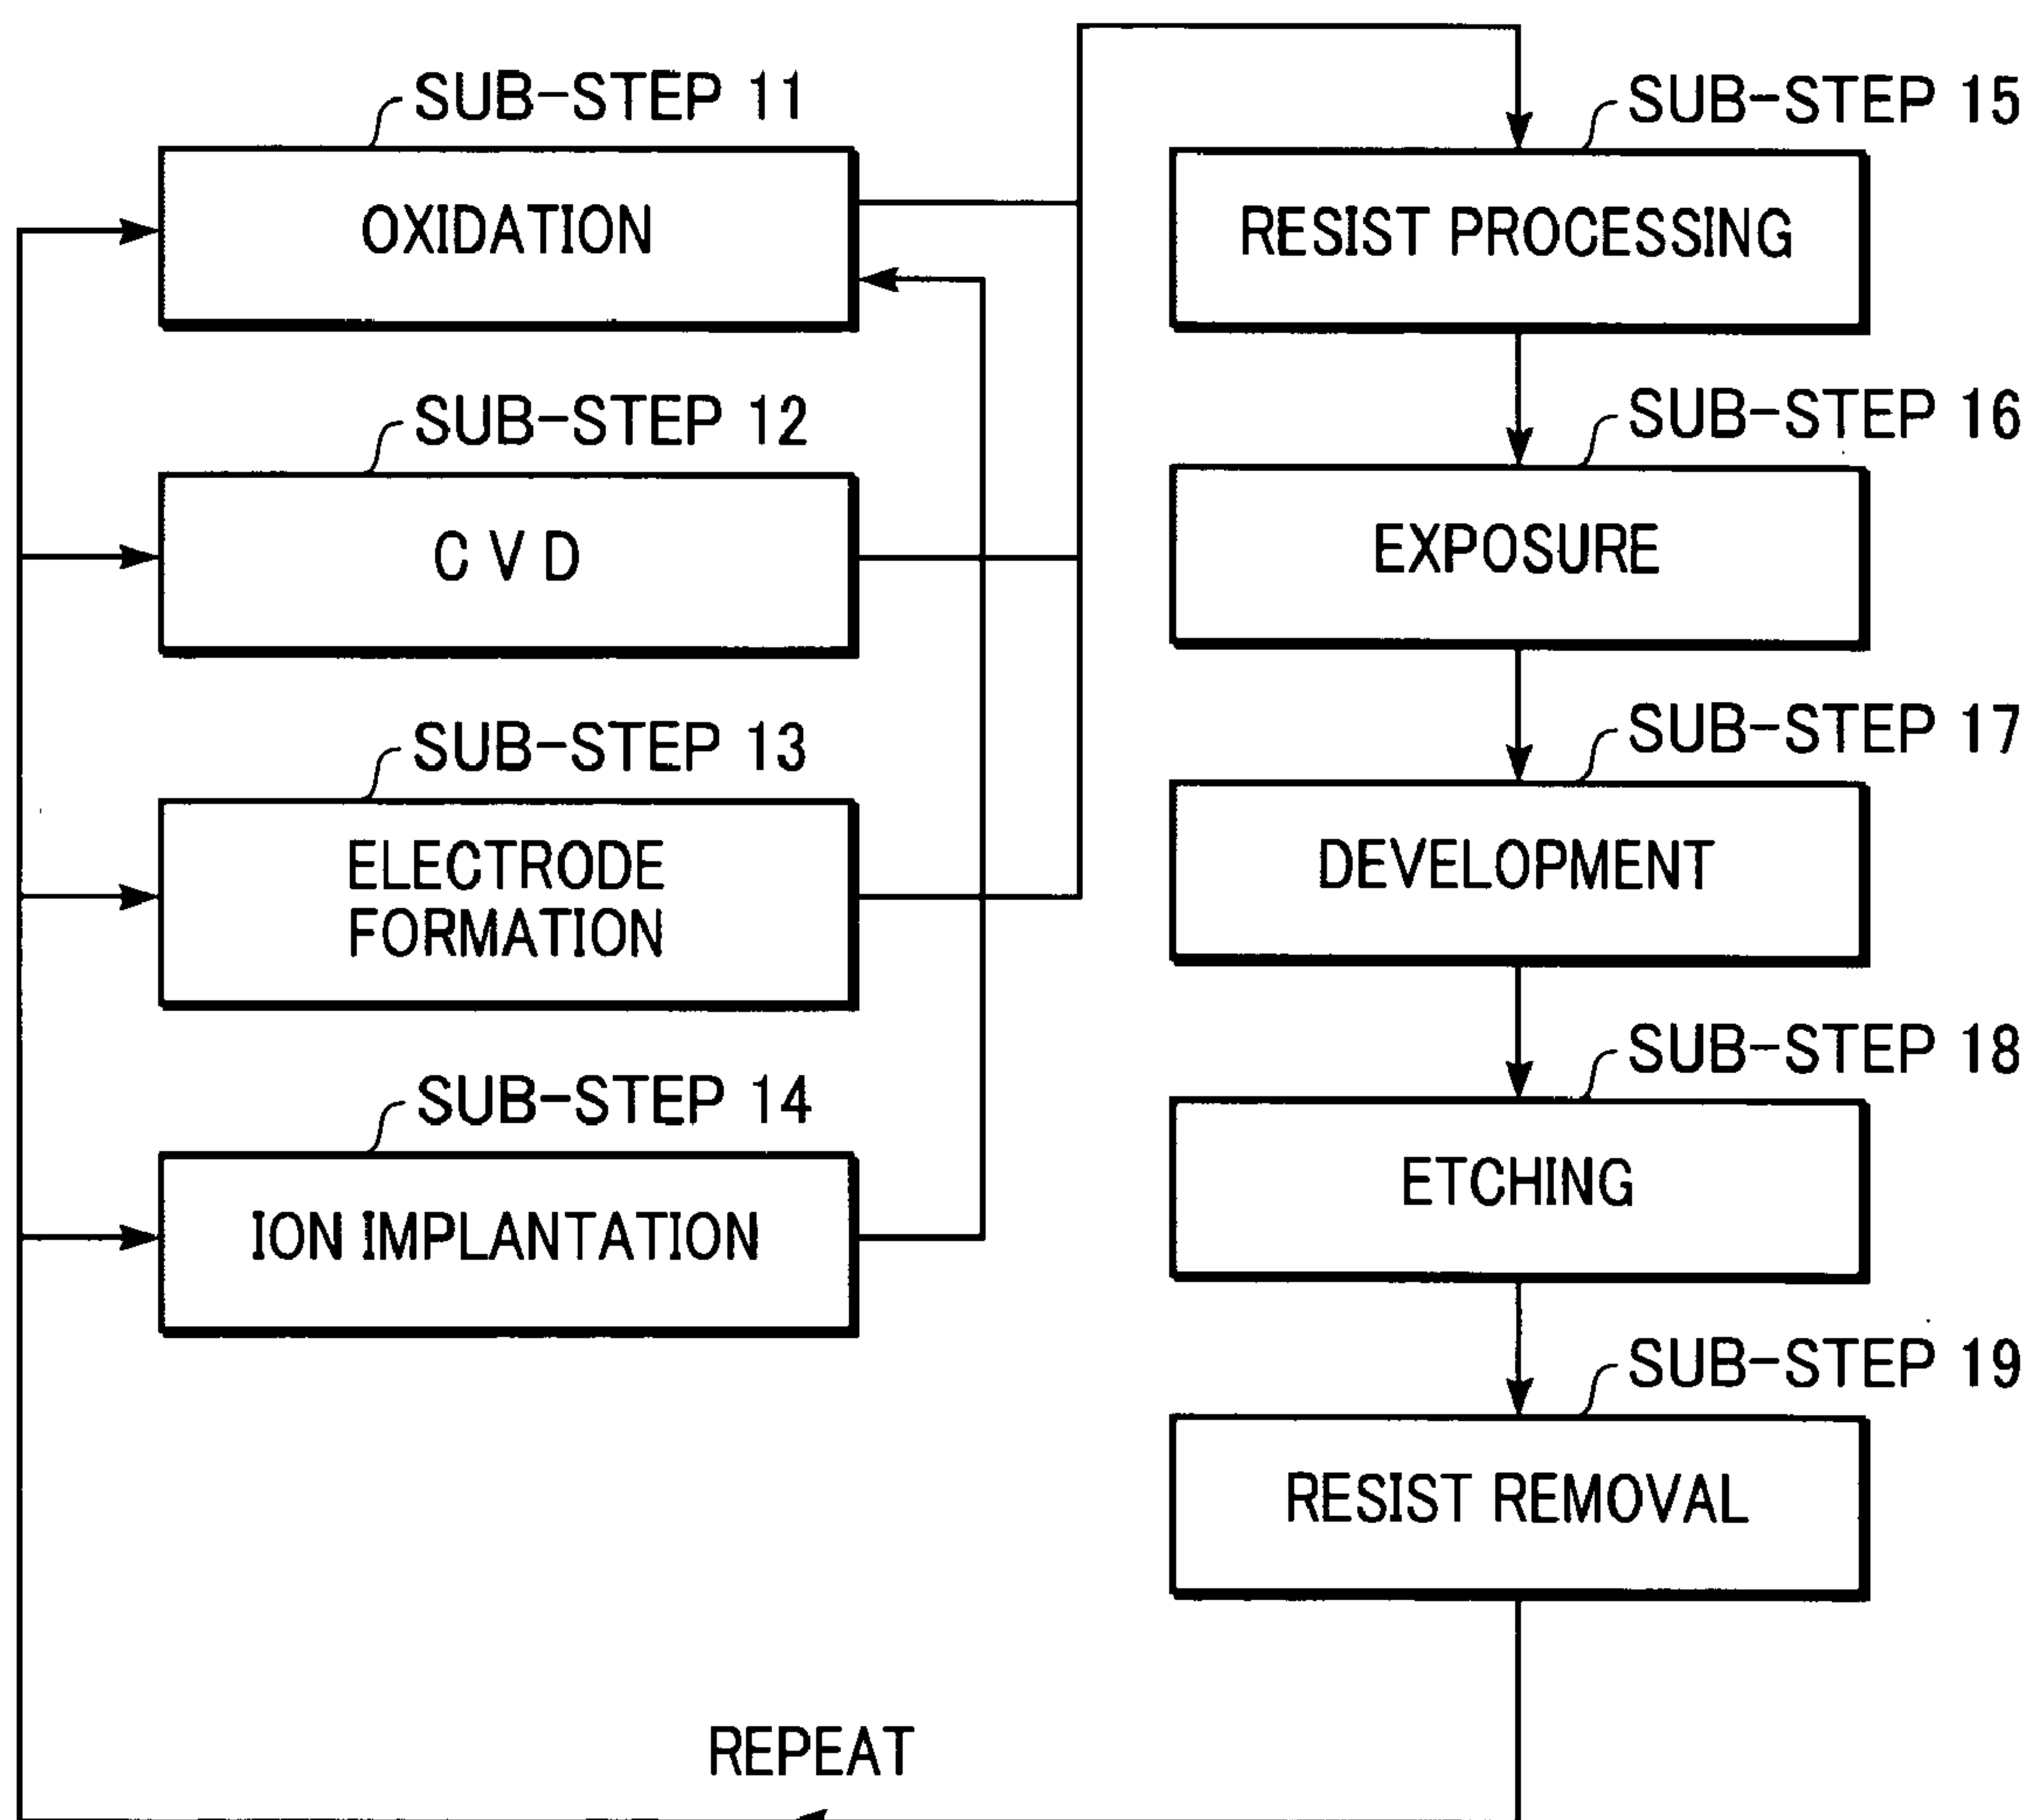 SUB-STEP 11
OXIDATION
SUB-STEP 12
C V D
SUB-STEP 13
ELECTRODE
FORMATION
SUB-STEP 14
ION IMPLANTATION
SUB-STEP 15
RESIST PROCESSING
SUB-STEP 16
EXPOSURE
SUB-STEP 17
DEVELOPMENT
SUB-STEP 18
ETCHING
SUB-STEP 19
RESIST REMOVAL
REPEAT